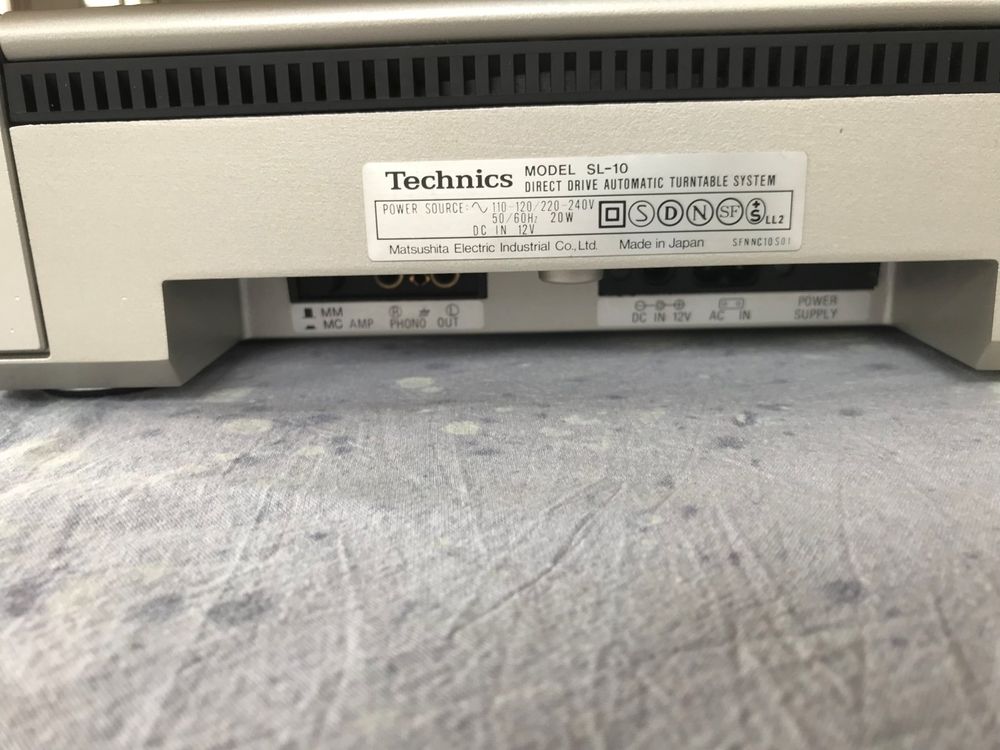 Technics
MODEL SL-10
DIRECT DRIVE AUTOMATIC TURNTABLE SYSTEM
POWER SOURCE: ∿ 110-120/220-240V
50/60Hz 20W
DC IN 12V
S D N SF S LL2
Matsushita Electric Industrial Co., Ltd. Made in Japan SFNNC10S01
MM
MC AMP
R L
PHONO OUT
DC IN 12V
AC IN
POWER
SUPPLY